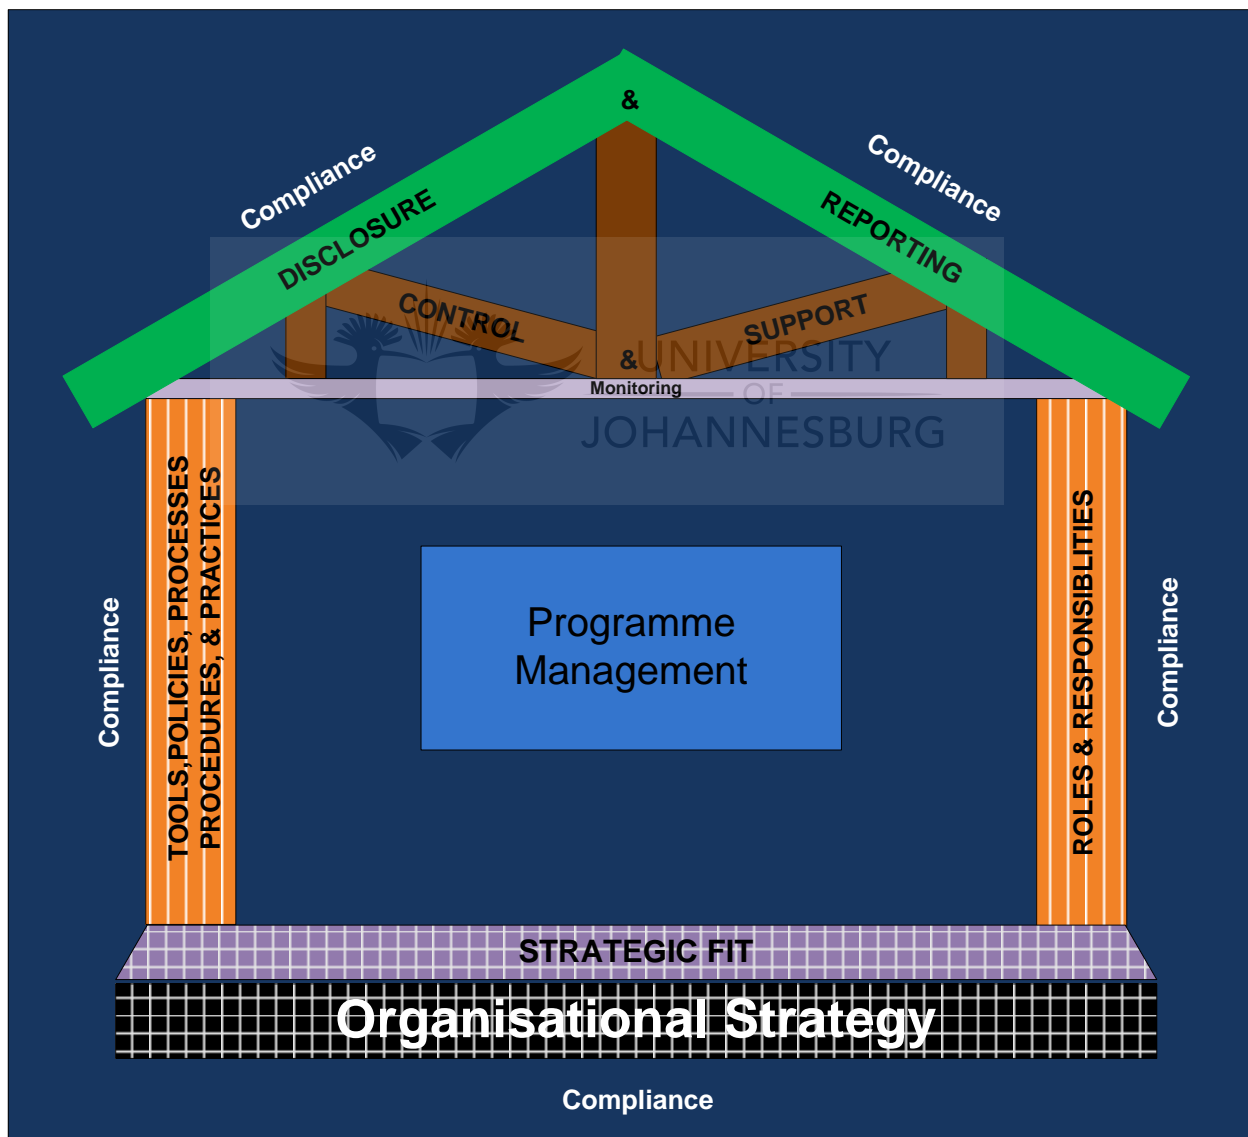 &
Compliance
Compliance
DISCLOSURE
REPORTING
CONTROL
SUPPORT
&
Monitoring
UNIVERSITY
OF
JOHANNESBURG
TOOLS,POLICIES, PROCESSES
PROCEDURES, & PRACTICES
ROLES & RESPONSIBLITIES
Compliance
Compliance
Programme
Management
STRATEGIC FIT
Organisational Strategy
Compliance